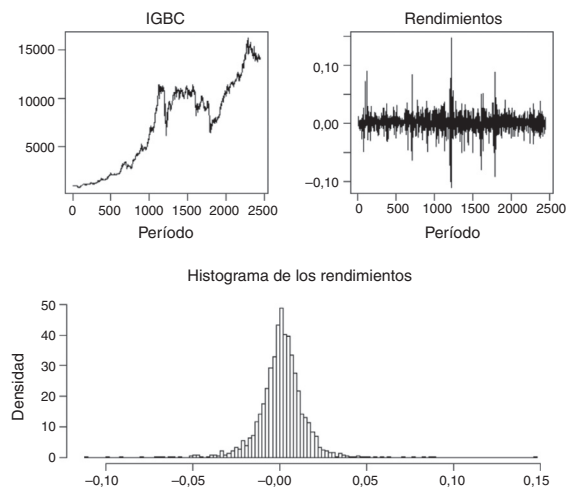 IGBC
15000
10000
5000
0 500 1000 1500 2000 2500
Período
Rendimientos
0,10
0,00
–0,10
0 500 1000 1500 2000 2500
Período
Histograma de los rendimientos
Densidad
50
40
30
20
10
0
–0,10 –0,05 –0,00 0,05 0,10 0,15